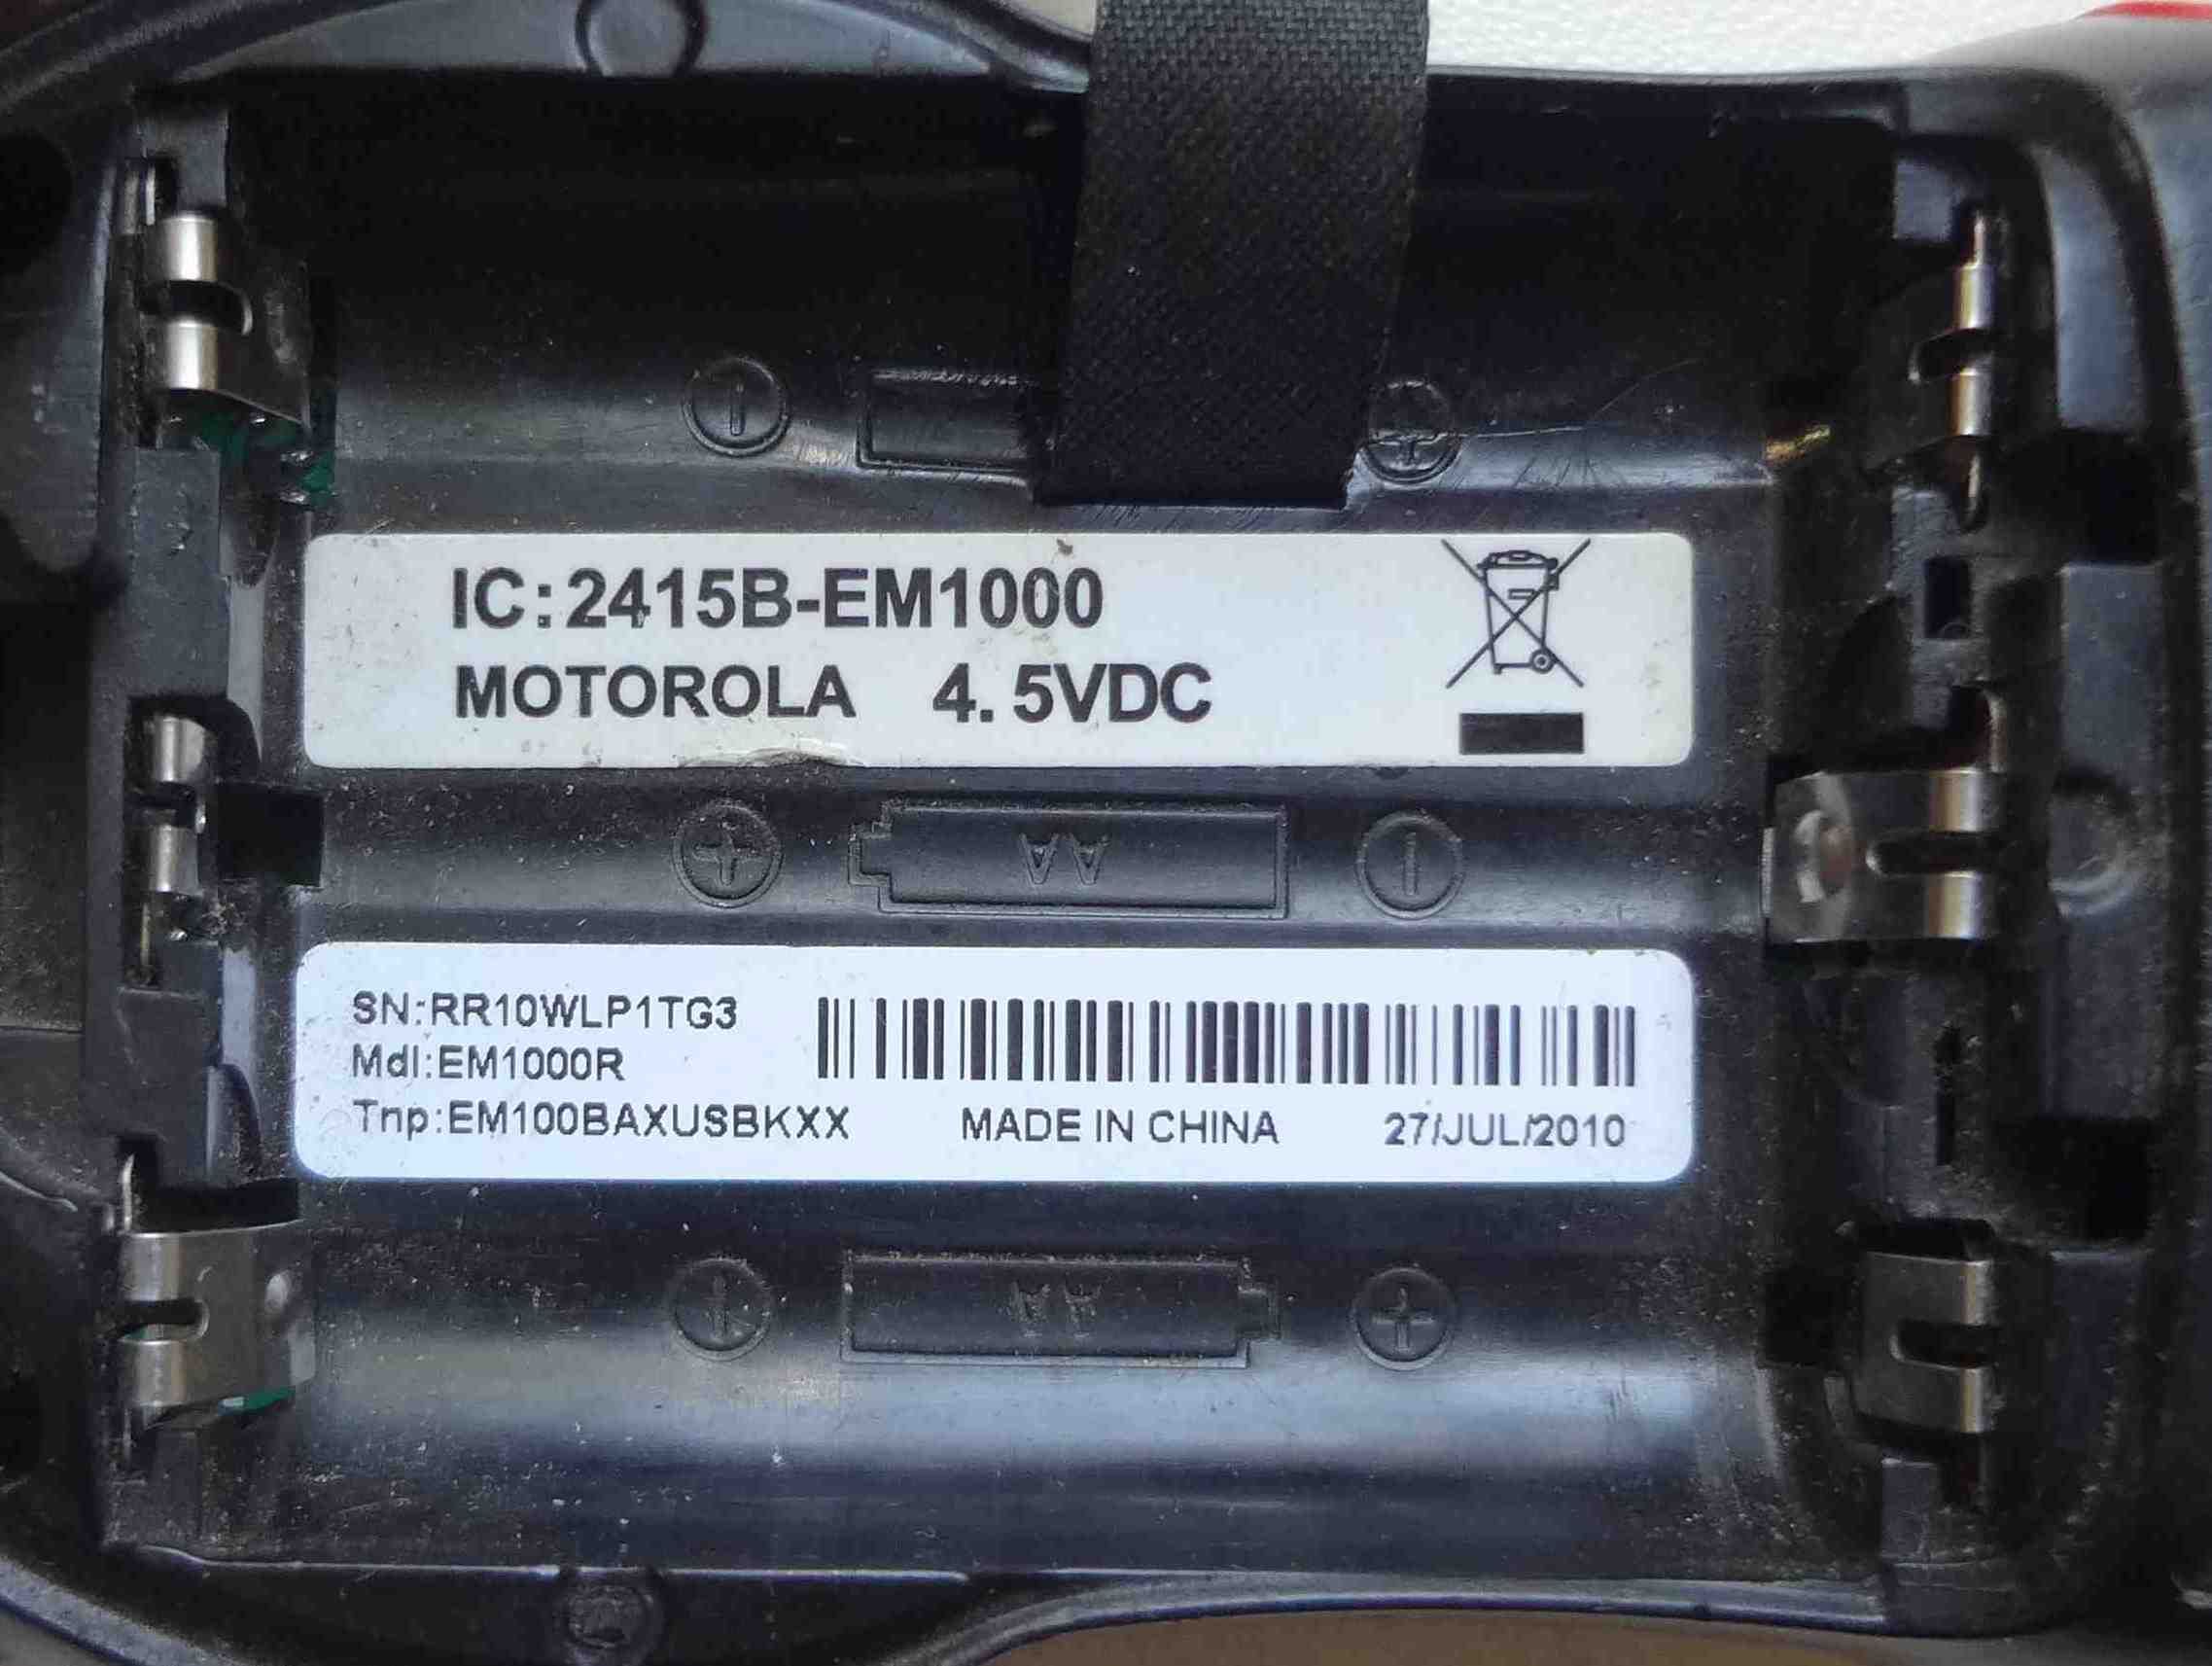 IC:2415B-EM1000
MOTOROLA 4.5VDC
AA
SN:RR10WLP1TG3
Mdl:EM1000R
Tnp:EM100BAXUSBKXX MADE IN CHINA 27/JUL/2010
AA